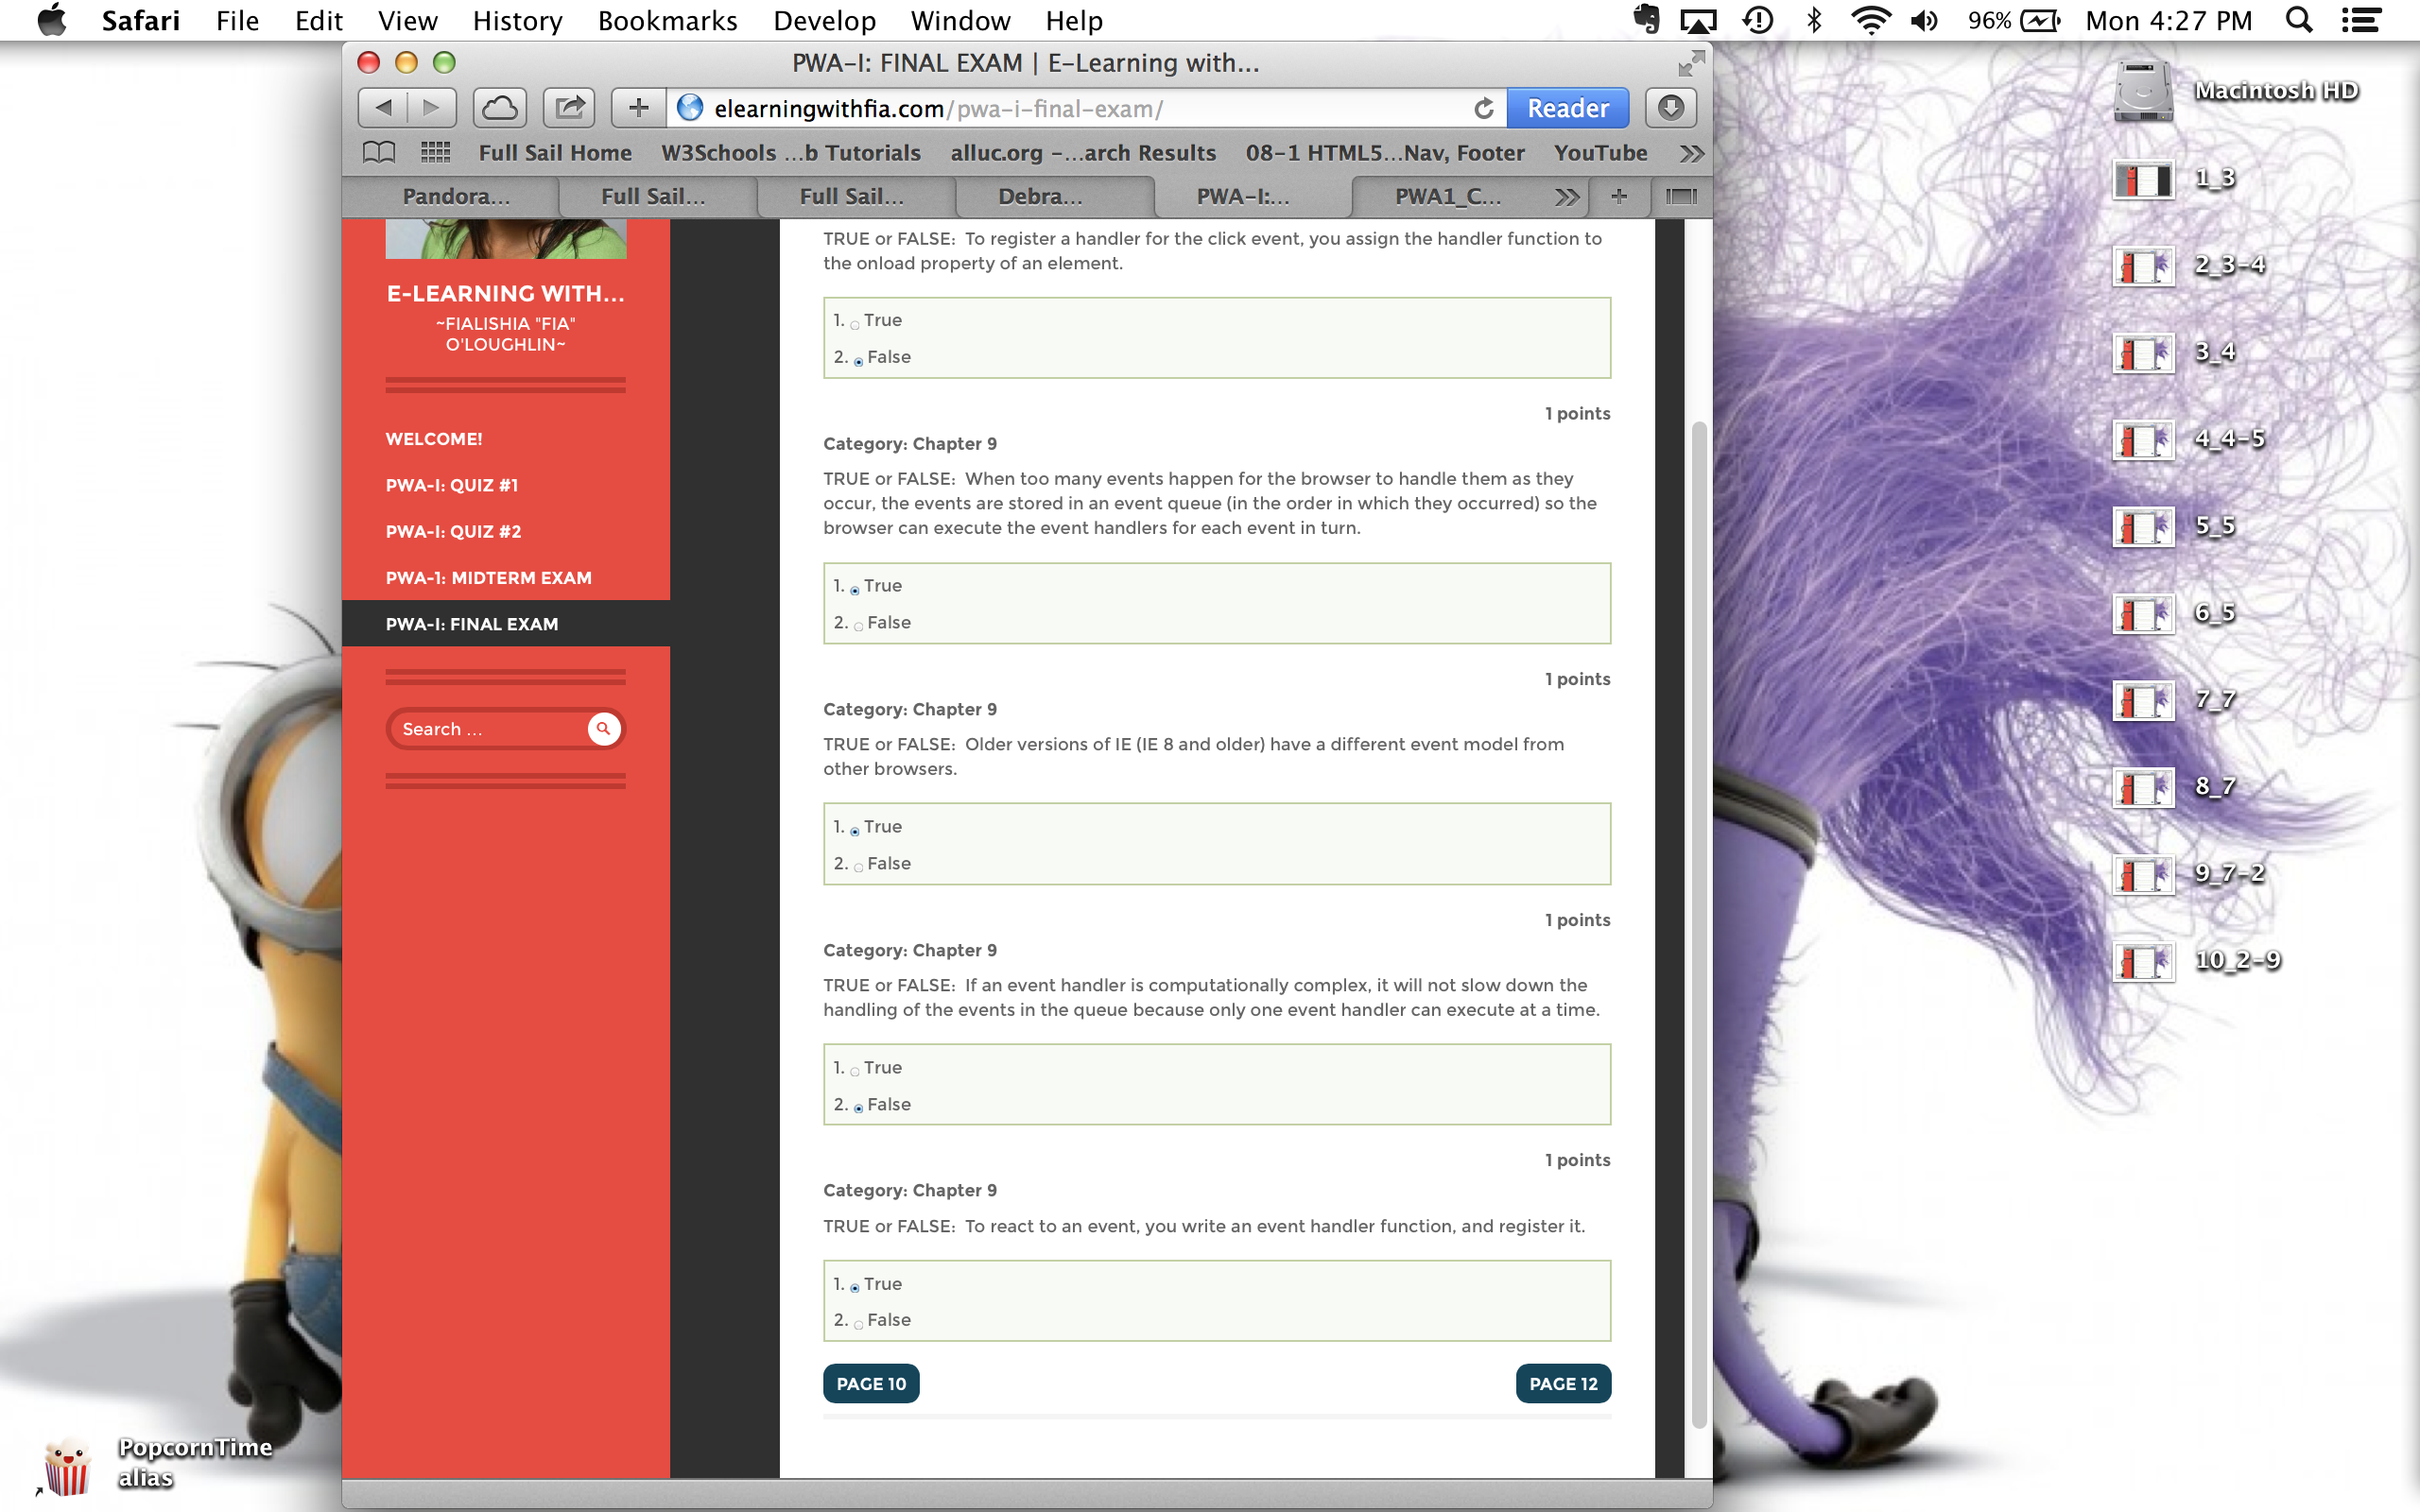 Safari File Edit View History Bookmarks Develop Window Help 96% Mon 4:27 PM
PWA-I: FINAL EXAM | E-Learning with...
elearningwithfia.com/pwa-i-final-exam/ Reader
Full Sail Home W3Schools ...b Tutorials alluc.org -...arch Results 08-1 HTML5...Nav, Footer YouTube
Pandora... Full Sail... Full Sail... Debra... PWA-I:... PWA1_C...
E-LEARNING WITH...
~FIALISHIA "FIA"
O'LOUGHLIN~
WELCOME!
PWA-I: QUIZ #1
PWA-I: QUIZ #2
PWA-1: MIDTERM EXAM
PWA-I: FINAL EXAM
Search ...
TRUE or FALSE: To register a handler for the click event, you assign the handler function to
the onload property of an element.
1. True
2. False
1 points
Category: Chapter 9
TRUE or FALSE: When too many events happen for the browser to handle them as they
occur, the events are stored in an event queue (in the order in which they occurred) so the
browser can execute the event handlers for each event in turn.
1. True
2. False
1 points
Category: Chapter 9
TRUE or FALSE: Older versions of IE (IE 8 and older) have a different event model from
other browsers.
1. True
2. False
1 points
Category: Chapter 9
TRUE or FALSE: If an event handler is computationally complex, it will not slow down the
handling of the events in the queue because only one event handler can execute at a time.
1. True
2. False
1 points
Category: Chapter 9
TRUE or FALSE: To react to an event, you write an event handler function, and register it.
1. True
2. False
PAGE 10 PAGE 12
Macintosh HD
1_3
2_3-4
3_4
4_4-5
5_5
6_5
7_7
8_7
9_7-2
10_2-9
PopcornTime
alias